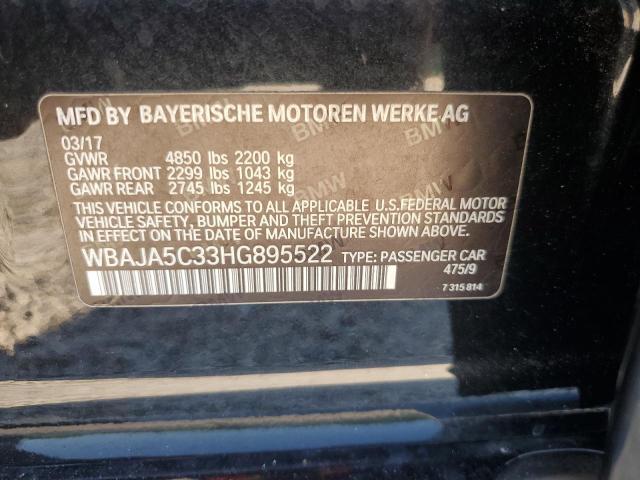 MFD BY BAYERISCHE MOTOREN WERKE AG
03/17
GVWR 4850 lbs 2200 kg
GAWR FRONT 2299 lbs 1043 kg
GAWR REAR 2745 lbs 1245 kg
THIS VEHICLE CONFORMS TO ALL APPLICABLE U.S.FEDERAL MOTOR
VEHICLE SAFETY, BUMPER AND THEFT PREVENTION STANDARDS
IN EFFECT ON THE DATE OF MANUFACTURE SHOWN ABOVE.
WBAJA5C33HG895522 TYPE: PASSENGER CAR
475/9
7 315 814